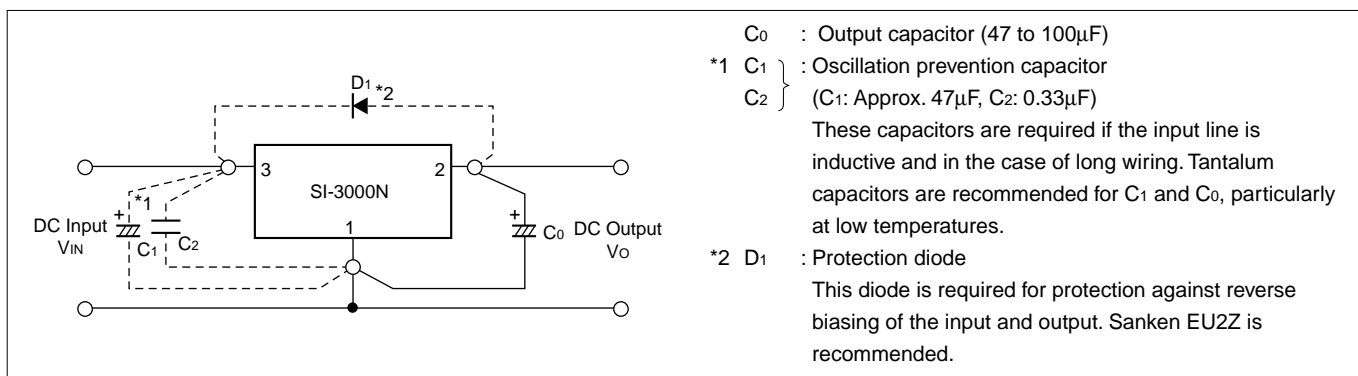 D1 *2
3
2
SI-3000N
1
DC Input
VIN
+
*1
C1
C2
+
C0
DC Output
VO
C0 : Output capacitor (47 to 100μF)
*1 C1 : Oscillation prevention capacitor
C2 (C1: Approx. 47μF, C2: 0.33μF)
These capacitors are required if the input line is
inductive and in the case of long wiring. Tantalum
capacitors are recommended for C1 and C0, particularly
at low temperatures.
*2 D1 : Protection diode
This diode is required for protection against reverse
biasing of the input and output. Sanken EU2Z is
recommended.